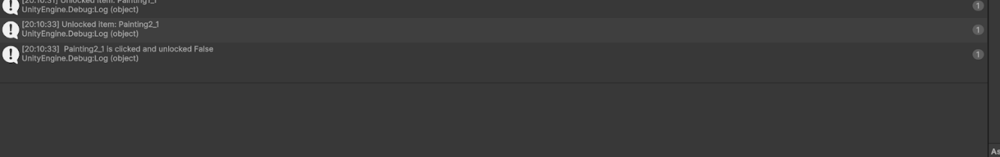 [20:10:31] Unlocked item: Painting1_1
UnityEngine.Debug:Log (object)
1
[20:10:33] Unlocked item: Painting2_1
UnityEngine.Debug:Log (object)
1
[20:10:33]  Painting2_1 is clicked and unlocked False
UnityEngine.Debug:Log (object)
1
As